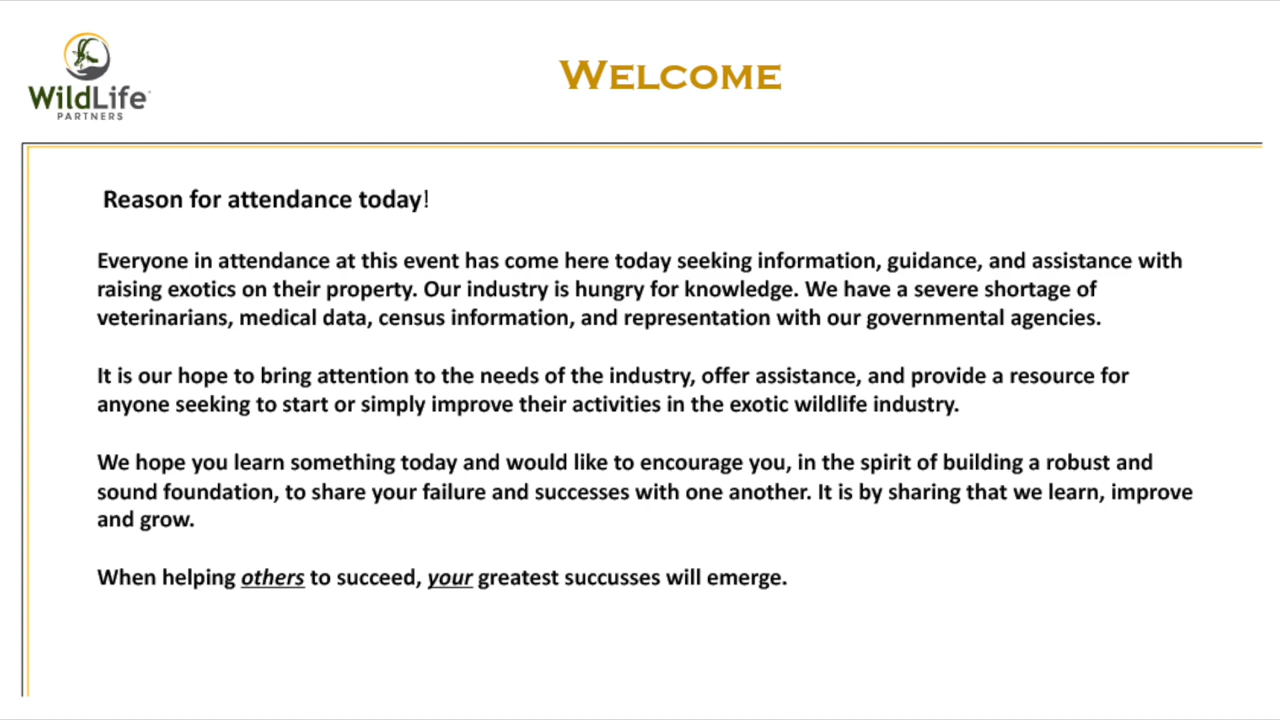 WildLife
PARTNERS
WELCOME
Reason for attendance today!
Everyone in attendance at this event has come here today seeking information, guidance, and assistance with
raising exotics on their property. Our industry is hungry for knowledge. We have a severe shortage of
veterinarians, medical data, census information, and representation with our governmental agencies.
It is our hope to bring attention to the needs of the industry, offer assistance, and provide a resource for
anyone seeking to start or simply improve their activities in the exotic wildlife industry.
We hope you learn something today and would like to encourage you, in the spirit of building a robust and
sound foundation, to share your failure and successes with one another. It is by sharing that we learn, improve
and grow.
When helping others to succeed, your greatest succusses will emerge.